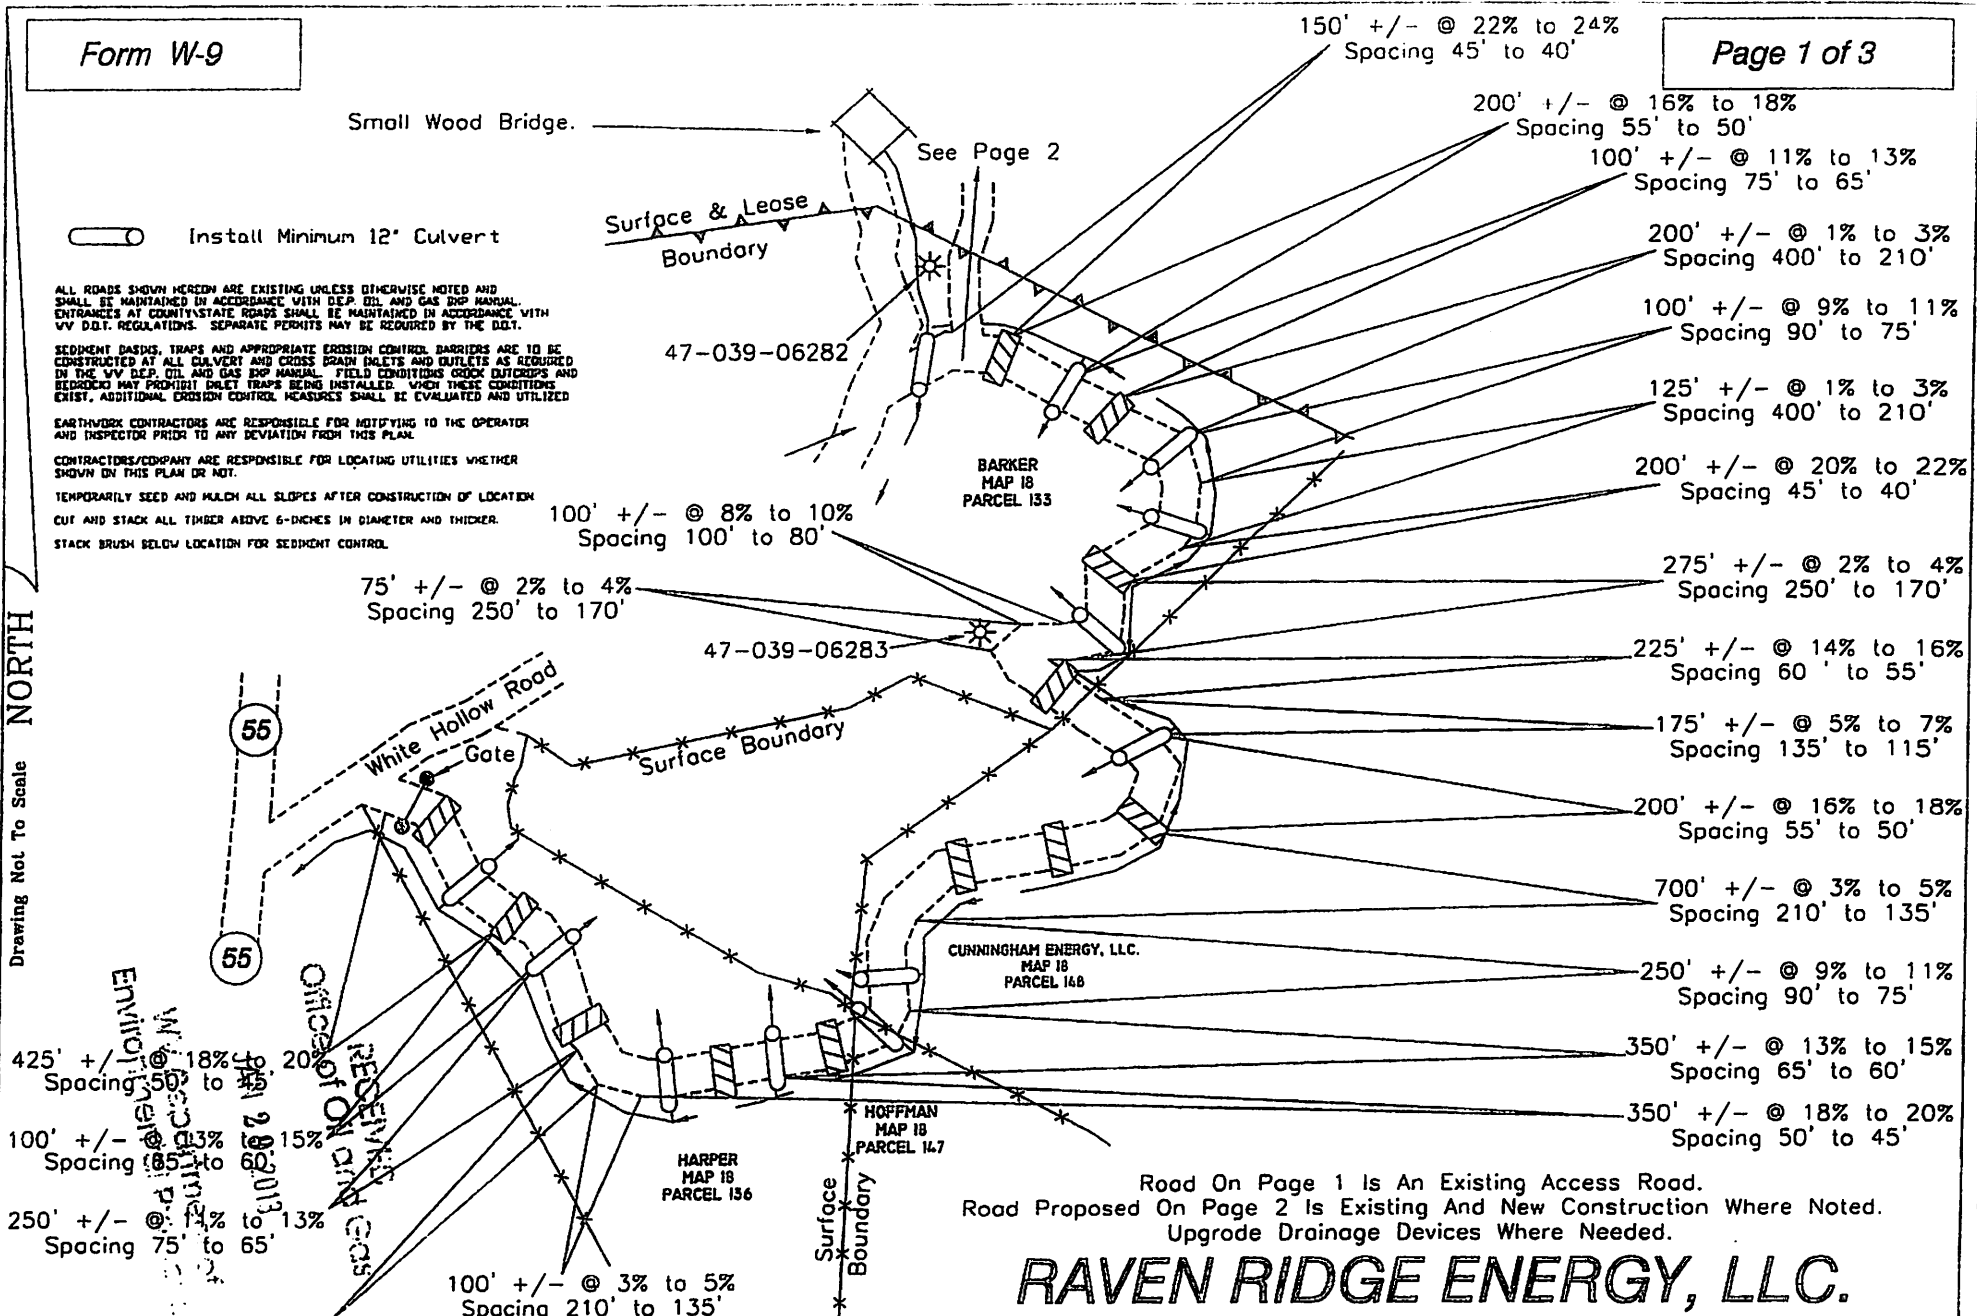 Form W-9
Page 1 of 3
150' +/- @ 22% to 24%
Spacing 45' to 40'
200' +/- @ 16% to 18%
Spacing 55' to 50'
100' +/- @ 11% to 13%
Spacing 75' to 65'
200' +/- @ 1% to 3%
Spacing 400' to 210'
100' +/- @ 9% to 11%
Spacing 90' to 75'
125' +/- @ 1% to 3%
Spacing 400' to 210'
200' +/- @ 20% to 22%
Spacing 45' to 40'
275' +/- @ 2% to 4%
Spacing 250' to 170'
225' +/- @ 14% to 16%
Spacing 60 ' to 55'
175' +/- @ 5% to 7%
Spacing 135' to 115'
200' +/- @ 16% to 18%
Spacing 55' to 50'
700' +/- @ 3% to 5%
Spacing 210' to 135'
250' +/- @ 9% to 11%
Spacing 90' to 75'
350' +/- @ 13% to 15%
Spacing 65' to 60'
350' +/- @ 18% to 20%
Spacing 50' to 45'
Small Wood Bridge.
See Page 2
Surface & Lease
Boundary
Install Minimum 12" Culvert
ALL ROADS SHOWN HEREON ARE EXISTING UNLESS OTHERWISE NOTED AND
SHALL BE MAINTAINED IN ACCORDANCE WITH D.E.P. OIL AND GAS BMP MANUAL.
ENTRANCES AT COUNTY\STATE ROADS SHALL BE MAINTAINED IN ACCORDANCE WITH
WV D.O.T. REGULATIONS. SEPARATE PERMITS MAY BE REQUIRED BY THE D.O.T.
SEDIMENT BASINS, TRAPS AND APPROPRIATE EROSION CONTROL BARRIERS ARE TO BE
CONSTRUCTED AT ALL CULVERT AND CROSS DRAIN INLETS AND OUTLETS AS REQUIRED
IN THE WV D.E.P. OIL AND GAS BMP MANUAL. FIELD CONDITIONS (ROCK OUTCROPS AND
BEDROCK) MAY PROHIBIT INLET TRAPS BEING INSTALLED. WHEN THESE CONDITIONS
EXIST, ADDITIONAL EROSION CONTROL MEASURES SHALL BE EVALUATED AND UTILIZED
EARTHWORK CONTRACTORS ARE RESPONSIBLE FOR NOTIFYING TO THE OPERATOR
AND INSPECTOR PRIOR TO ANY DEVIATION FROM THIS PLAN.
CONTRACTORS/COMPANY ARE RESPONSIBLE FOR LOCATING UTILITIES WHETHER
SHOWN ON THIS PLAN OR NOT.
TEMPORARILY SEED AND MULCH ALL SLOPES AFTER CONSTRUCTION OF LOCATION
CUT AND STACK ALL TIMBER ABOVE 6-INCHES IN DIAMETER AND THICKER.
STACK BRUSH BELOW LOCATION FOR SEDIMENT CONTROL
47-039-06282
BARKER
MAP 18
PARCEL 133
100' +/- @ 8% to 10%
Spacing 100' to 80'
75' +/- @ 2% to 4%
Spacing 250' to 170'
47-039-06283
NORTH
Drawing Not To Scale
55
White Hollow Road
Gate
Surface Boundary
55
CUNNINGHAM ENERGY, LLC.
MAP 18
PARCEL 148
425' +/- @ 18% to 20%
Spacing 50' to 45'
100' +/- @ 13% to 15%
Spacing 65' to 60'
250' +/- @ 11% to 13%
Spacing 75' to 65'
RECEIVED
Office of Oil and Gas
JAN 28 2013
WV Department of
Environmental
HARPER
MAP 18
PARCEL 136
HOFFMAN
MAP 18
PARCEL 147
Surface
Boundary
100' +/- @ 3% to 5%
Spacing 210' to 135'
Road On Page 1 Is An Existing Access Road.
Road Proposed On Page 2 Is Existing And New Construction Where Noted.
Upgrade Drainage Devices Where Needed.
RAVEN RIDGE ENERGY, LLC.